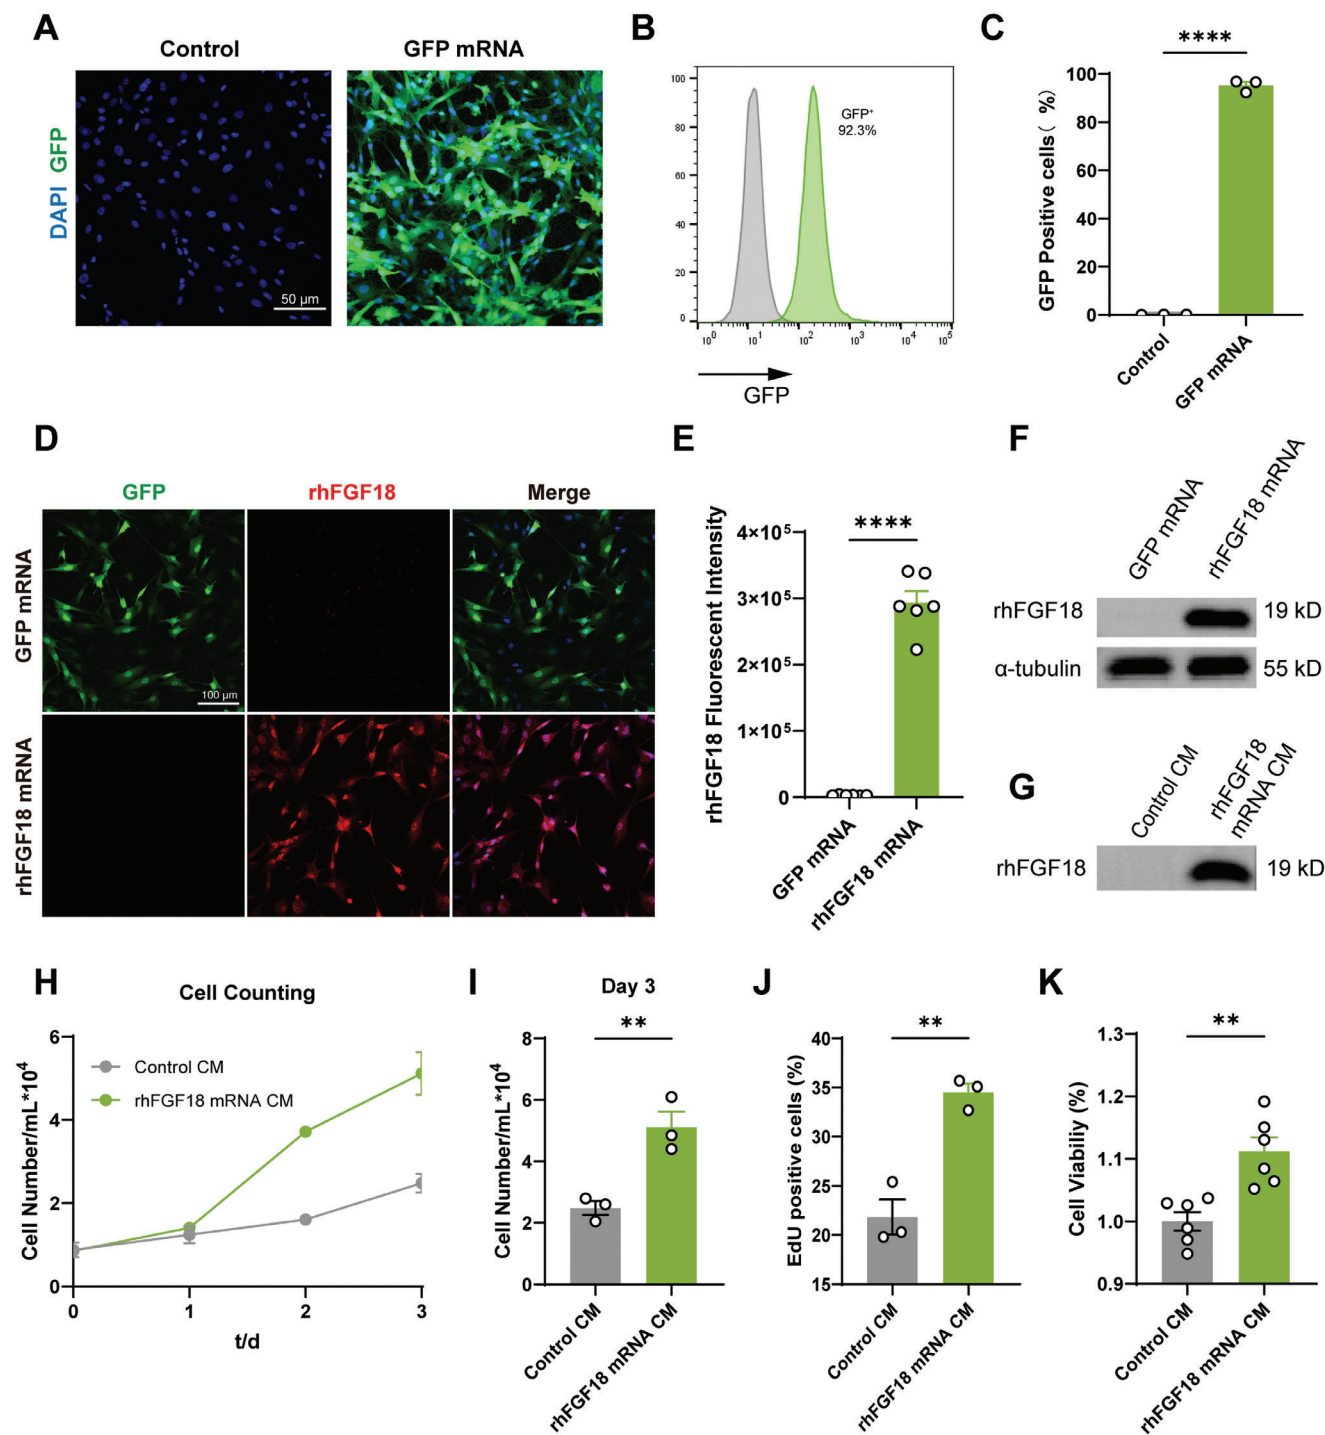 A
Control
GFP mRNA
DAPI GFP
50 µm
B
100
80
60
40
20
0
GFP⁺
92.3%
10⁰ 10¹ 10² 10³ 10⁴ 10⁵
GFP
C
****
GFP Positive cells( %)
100
80
60
40
20
0
Control
GFP mRNA
D
GFP
rhFGF18
Merge
GFP mRNA
100 µm
rhFGF18 mRNA
E
****
rhFGF18 Fluorescent Intensity
4×10⁵
3×10⁵
2×10⁵
1×10⁵
0
GFP mRNA
rhFGF18 mRNA
F
GFP mRNA
rhFGF18 mRNA
rhFGF18
19 kD
α-tubulin
55 kD
G
Control CM
rhFGF18
mRNA CM
rhFGF18
19 kD
H
Cell Counting
Cell Number/mL*10⁴
6
4
2
0
Control CM
rhFGF18 mRNA CM
0 1 2 3
t/d
I
Day 3
**
Cell Number/mL*10⁴
8
6
4
2
0
Control CM
rhFGF18 mRNA CM
J
**
EdU positive cells (%)
40
35
30
25
20
15
Control CM
rhFGF18 mRNA CM
K
**
Cell Viabiliy (%)
1.3
1.2
1.1
1.0
0.9
Control CM
rhFGF18 mRNA CM